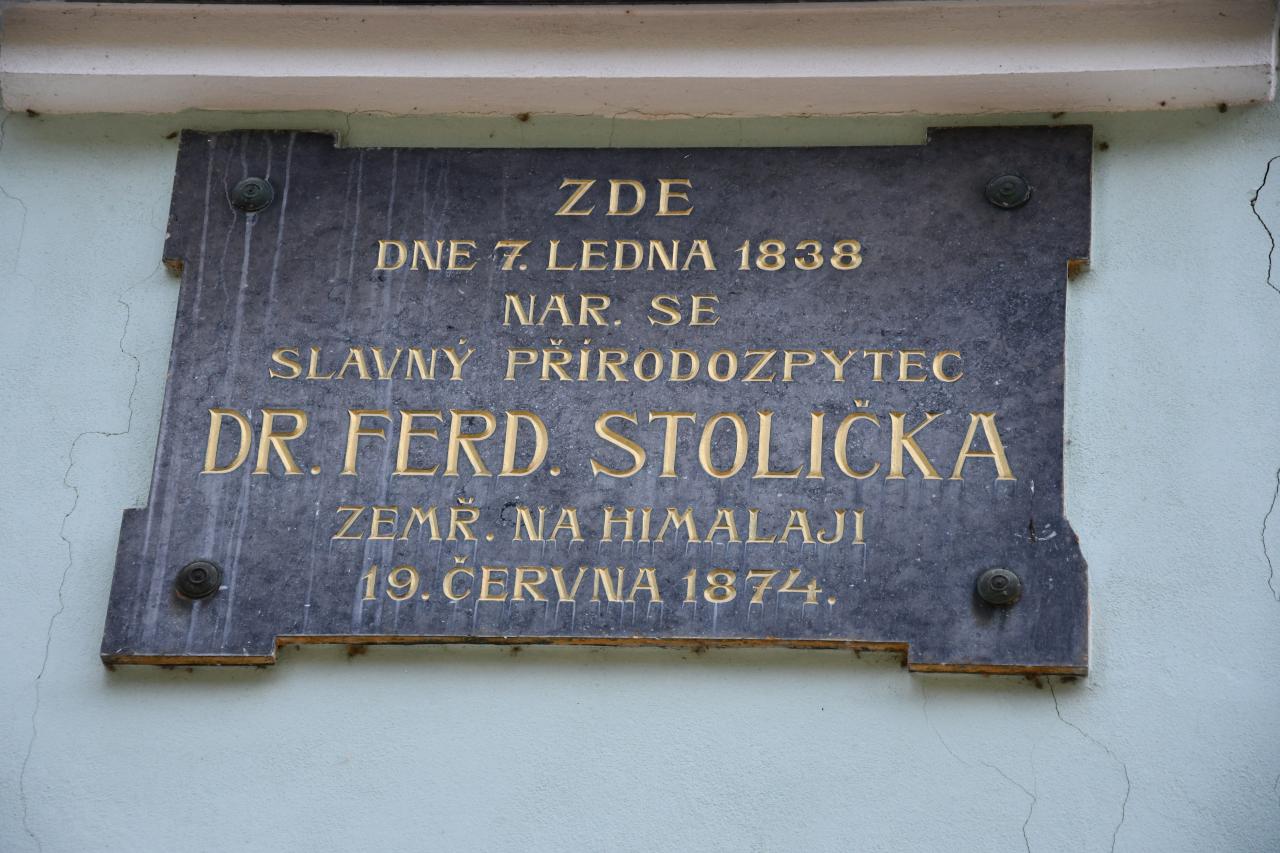 ZDE
DNE 7. LEDNA 1838
NAR. SE
SLAVNÝ PŘÍRODOZPYTEC
DR. FERD. STOLIČKA
ZEMŘ. NA HIMALAJI
19. ČERVNA 1874.